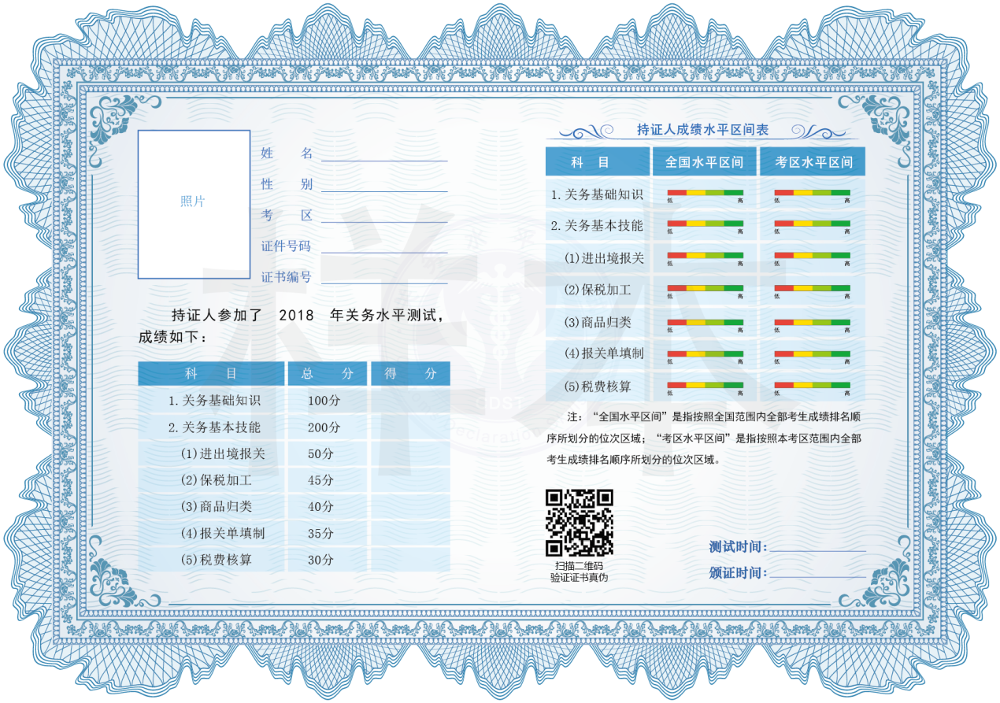 照片
姓 名
性 别
考 区
证件号码
证书编号
持证人参加了 2018 年关务水平测试，
成绩如下：
科 目 总 分 得 分
1.关务基础知识 100分
2.关务基本技能 200分
(1)进出境报关 50分
(2)保税加工 45分
(3)商品归类 40分
(4)报关单填制 35分
(5)税费核算 30分
持证人成绩水平区间表
科 目 全国水平区间 考区水平区间
1.关务基础知识 低 高 低 高
2.关务基本技能 低 高 低 高
(1)进出境报关 低 高 低 高
(2)保税加工 低 高 低 高
(3)商品归类 低 高 低 高
(4)报关单填制 低 高 低 高
(5)税费核算 低 高 低 高
注：“全国水平区间”是指按照全国范围内全部考生成绩排名顺
序所划分的位次区域；“考区水平区间”是指按照本考区范围内全部
考生成绩排名顺序所划分的位次区域。
扫描二维码
验证证书真伪
测试时间：
颁证时间：
样本
水平
CDST
Declaration